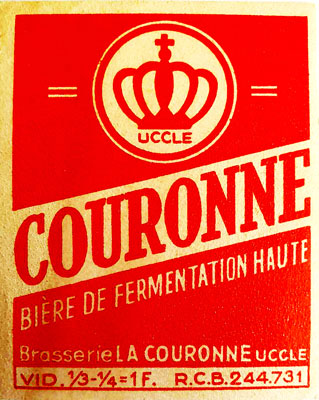 UCCLE
COURONNE
BIÈRE DE FERMENTATION HAUTE
Brasserie LA COURONNE UCCLE
VID. 1/3-1/4=1F. R.C.B. 244.731